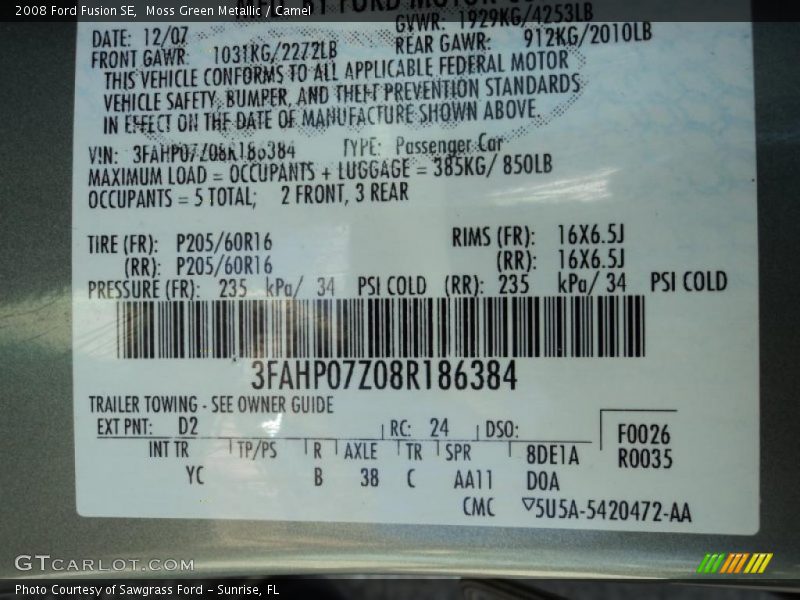 2008 Ford Fusion SE,  Moss Green Metallic / Camel
FORD MOTOR
DATE: 12/07 GVWR: 1929KG/4253LB
FRONT GAWR: 1031KG/2272LB REAR GAWR: 912KG/2010LB
THIS VEHICLE CONFORMS TO ALL APPLICABLE FEDERAL MOTOR
VEHICLE SAFETY, BUMPER, AND THEFT PREVENTION STANDARDS
IN EFFECT ON THE DATE OF MANUFACTURE SHOWN ABOVE.
VIN: 3FAHP07Z08R186384 TYPE: Passenger Car
MAXIMUM LOAD = OCCUPANTS + LUGGAGE = 385KG/ 850LB
OCCUPANTS = 5 TOTAL; 2 FRONT, 3 REAR
TIRE (FR): P205/60R16 RIMS (FR): 16X6.5J
(RR): P205/60R16 (RR): 16X6.5J
PRESSURE (FR): 235 kPa/ 34 PSI COLD (RR): 235 kPa/ 34 PSI COLD
3FAHP07Z08R186384
TRAILER TOWING - SEE OWNER GUIDE
EXT PNT: D2 RC: 24 DSO: F0026
INT TR TP/PS R AXLE TR SPR 8DE1A R0035
YC B 38 C AA11 DOA
CMC ▽5U5A-5420472-AA
GTCARLOT.COM
Photo Courtesy of Sawgrass Ford - Sunrise, FL